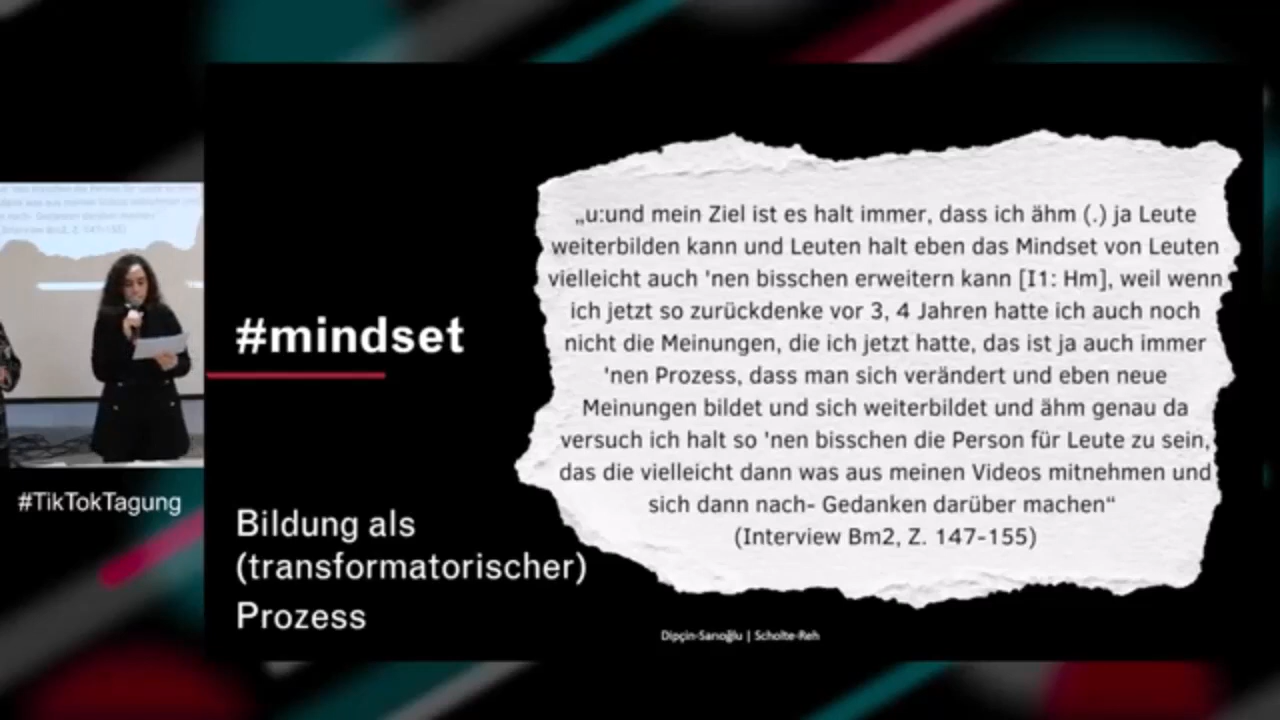 #mindset
Bildung als
(transformatorischer)
Prozess
„u:und mein Ziel ist es halt immer, dass ich ähm (.) ja Leute
weiterbilden kann und Leuten halt eben das Mindset von Leuten
vielleicht auch 'nen bisschen erweitern kann [I1: Hm], weil wenn
ich jetzt so zurückdenke vor 3, 4 Jahren hatte ich auch noch
nicht die Meinungen, die ich jetzt hatte, das ist ja auch immer
'nen Prozess, dass man sich verändert und eben neue
Meinungen bildet und sich weiterbildet und ähm genau da
versuch ich halt so 'nen bisschen die Person für Leute zu sein,
das die vielleicht dann was aus meinen Videos mitnehmen und
sich dann nach- Gedanken darüber machen“
(Interview Bm2, Z. 147-155)
Dipçin-Sarıoğlu | Scholte-Reh
#TikTokTagung